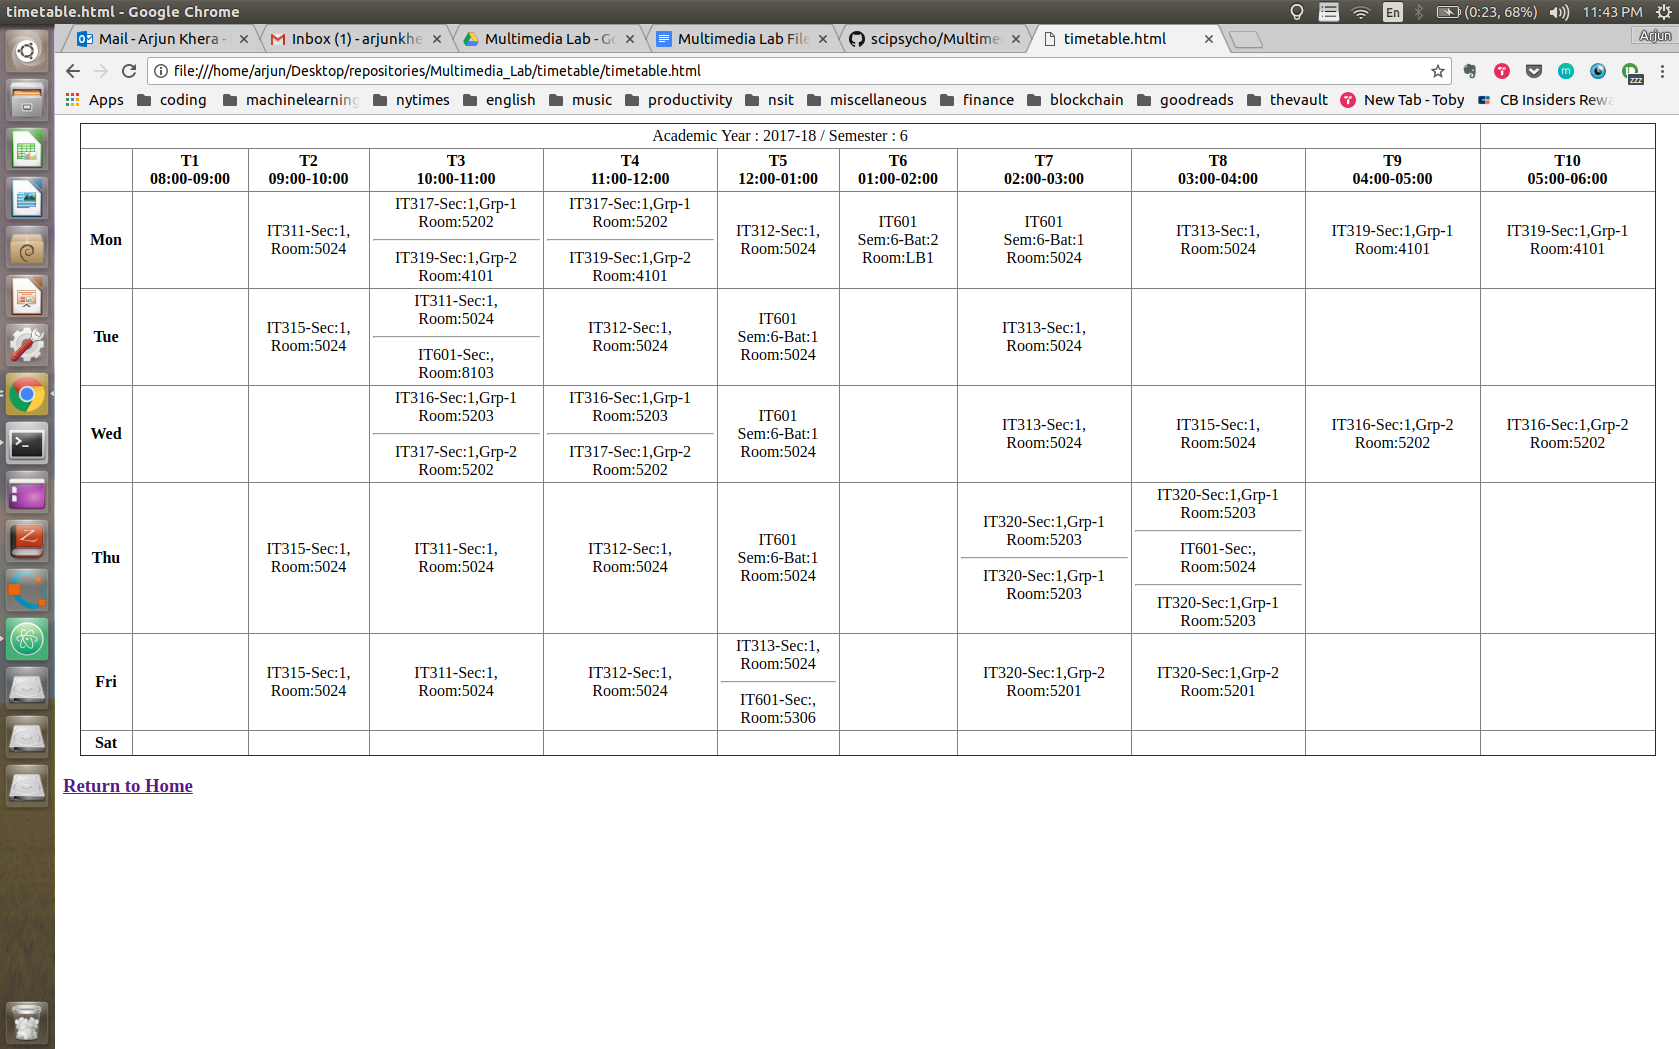 timetable.html - Google Chrome
En
(0:23, 68%)
11:43 PM
Mail - Arjun Khera -
Inbox (1) - arjunkhe
Multimedia Lab - Go
Multimedia Lab File
scipsycho/Multime
timetable.html
Arjun
file:///home/arjun/Desktop/repositories/Multimedia_Lab/timetable/timetable.html
zzz
Apps
coding
machinelearning
nytimes
english
music
productivity
nsit
miscellaneous
finance
blockchain
goodreads
thevault
New Tab - Toby
CB Insiders Rewa
Academic Year : 2017-18 / Semester : 6
T1
08:00-09:00
T2
09:00-10:00
T3
10:00-11:00
T4
11:00-12:00
T5
12:00-01:00
T6
01:00-02:00
T7
02:00-03:00
T8
03:00-04:00
T9
04:00-05:00
T10
05:00-06:00
Mon
IT311-Sec:1,
Room:5024
IT317-Sec:1,Grp-1
Room:5202
IT319-Sec:1,Grp-2
Room:4101
IT317-Sec:1,Grp-1
Room:5202
IT319-Sec:1,Grp-2
Room:4101
IT312-Sec:1,
Room:5024
IT601
Sem:6-Bat:2
Room:LB1
IT601
Sem:6-Bat:1
Room:5024
IT313-Sec:1,
Room:5024
IT319-Sec:1,Grp-1
Room:4101
IT319-Sec:1,Grp-1
Room:4101
Tue
IT315-Sec:1,
Room:5024
IT311-Sec:1,
Room:5024
IT601-Sec:,
Room:8103
IT312-Sec:1,
Room:5024
IT601
Sem:6-Bat:1
Room:5024
IT313-Sec:1,
Room:5024
Wed
IT316-Sec:1,Grp-1
Room:5203
IT317-Sec:1,Grp-2
Room:5202
IT316-Sec:1,Grp-1
Room:5203
IT317-Sec:1,Grp-2
Room:5202
IT601
Sem:6-Bat:1
Room:5024
IT313-Sec:1,
Room:5024
IT315-Sec:1,
Room:5024
IT316-Sec:1,Grp-2
Room:5202
IT316-Sec:1,Grp-2
Room:5202
Thu
IT315-Sec:1,
Room:5024
IT311-Sec:1,
Room:5024
IT312-Sec:1,
Room:5024
IT601
Sem:6-Bat:1
Room:5024
IT320-Sec:1,Grp-1
Room:5203
IT320-Sec:1,Grp-1
Room:5203
IT320-Sec:1,Grp-1
Room:5203
IT601-Sec:,
Room:5024
IT320-Sec:1,Grp-1
Room:5203
Fri
IT315-Sec:1,
Room:5024
IT311-Sec:1,
Room:5024
IT312-Sec:1,
Room:5024
IT313-Sec:1,
Room:5024
IT601-Sec:,
Room:5306
IT320-Sec:1,Grp-2
Room:5201
IT320-Sec:1,Grp-2
Room:5201
Sat
Return to Home